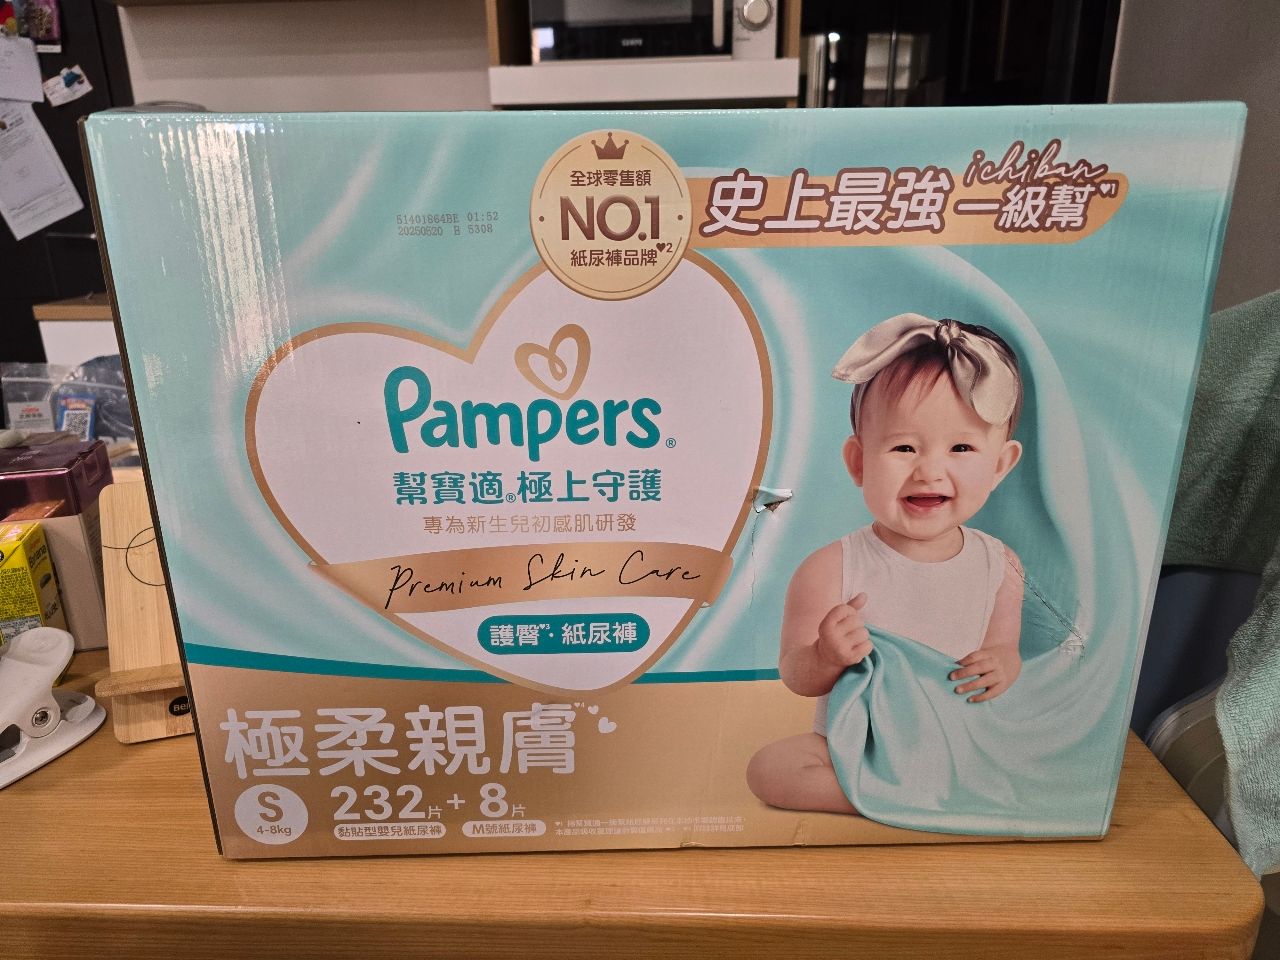 全球零售額
NO.1
紙尿褲品牌♥2
ichiban
史上最強一級幫♥1
51401864BE 01:52
20250520 B 5308
Pampers®
幫寶適®極上守護
專為新生兒初感肌研發
Premium Skin Care
護臀♥3·紙尿褲
極柔親膚♥4
S
4-8kg
232片+8片
黏貼型嬰兒紙尿褲
M號紙尿褲